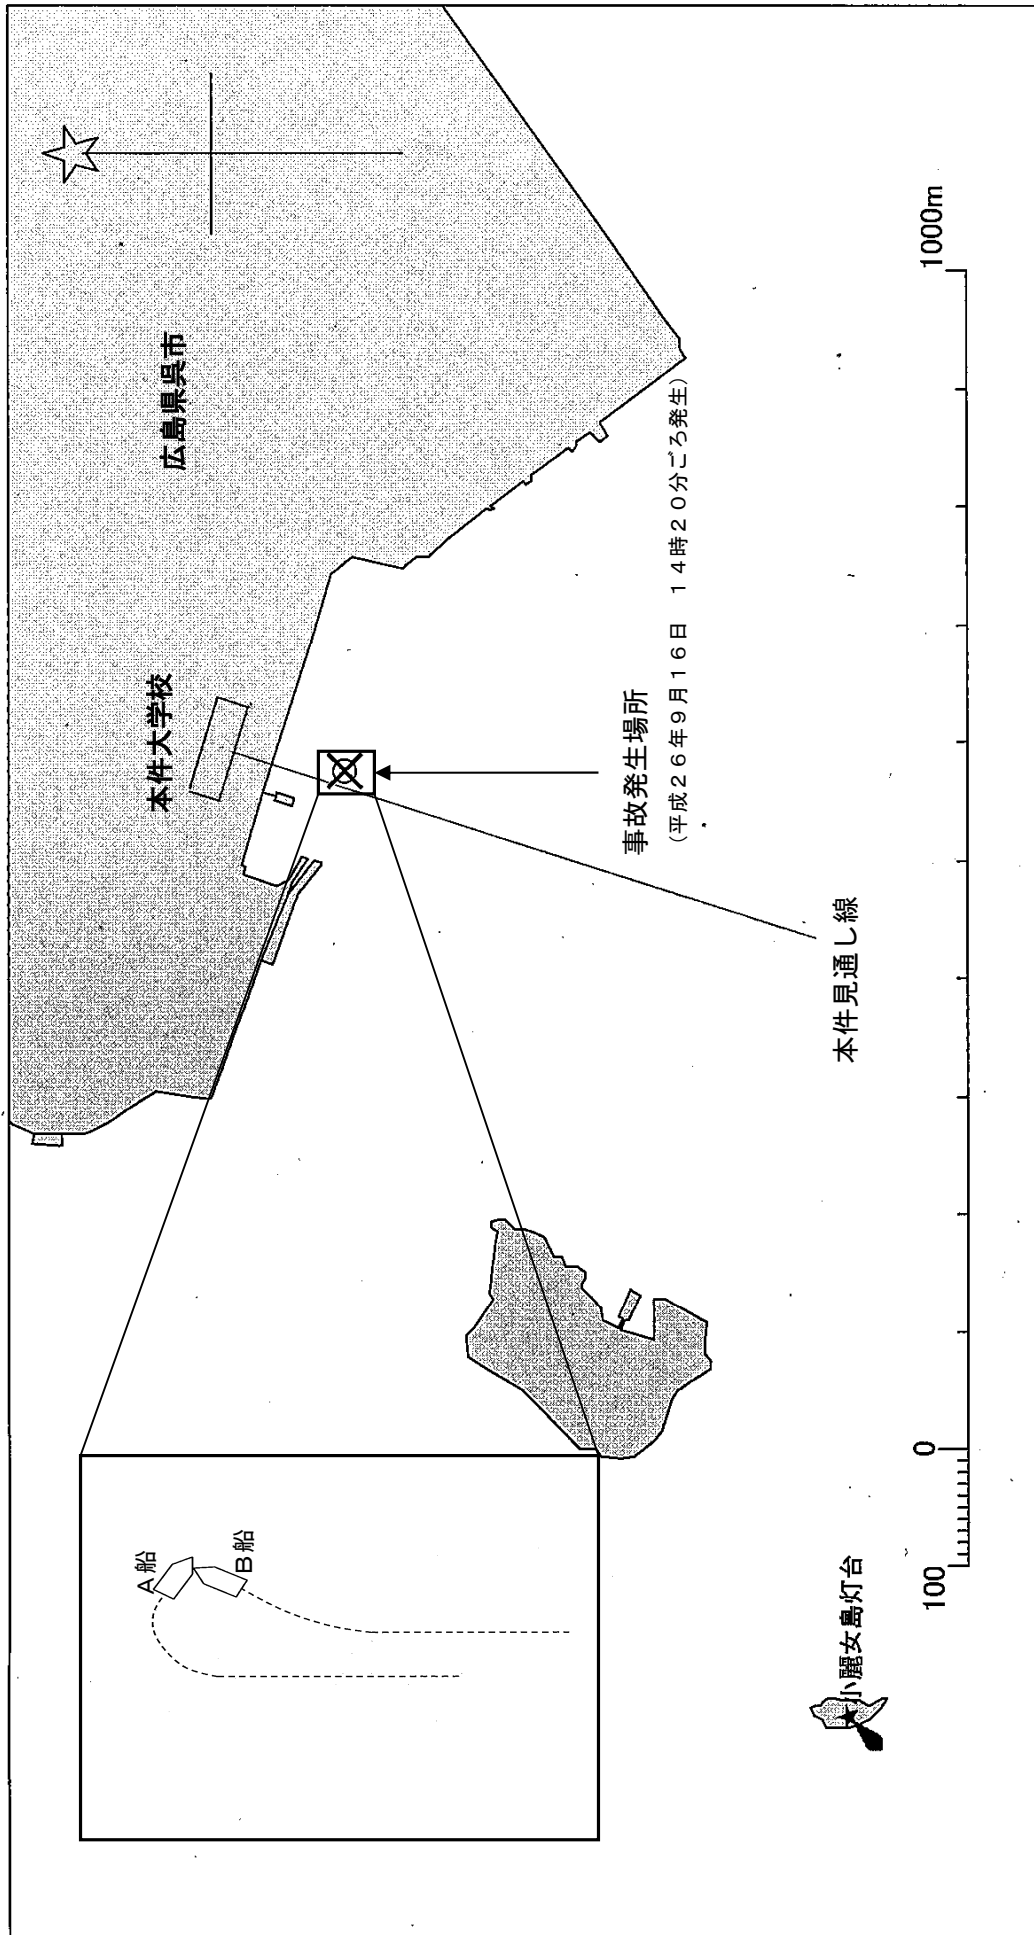 広島県呉市
本件大学校
事故発生場所
(平成26年9月16日 14時20分ごろ発生)
本件見通し線
A船
B船
小麗女島灯台
100
0
1000m